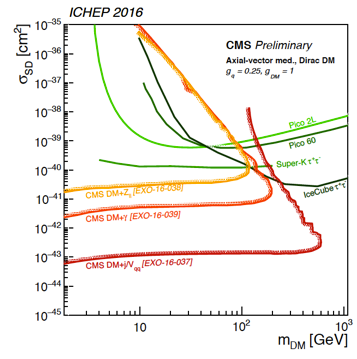 ICHEP 2016
CMS Preliminary
Axial-vector med., Dirac DM
g_q = 0.25, g_DM = 1
σ_SD [cm²]
10⁻³⁵
10⁻³⁶
10⁻³⁷
10⁻³⁸
10⁻³⁹
10⁻⁴⁰
10⁻⁴¹
10⁻⁴²
10⁻⁴³
10⁻⁴⁴
10⁻⁴⁵
Pico 2L
Pico 60
Super-K τ⁺τ⁻
IceCube τ⁺τ⁻
CMS DM+Z_ll [EXO-16-038]
CMS DM+γ [EXO-16-039]
CMS DM+j/V_qq [EXO-16-037]
10
10²
10³
m_DM [GeV]